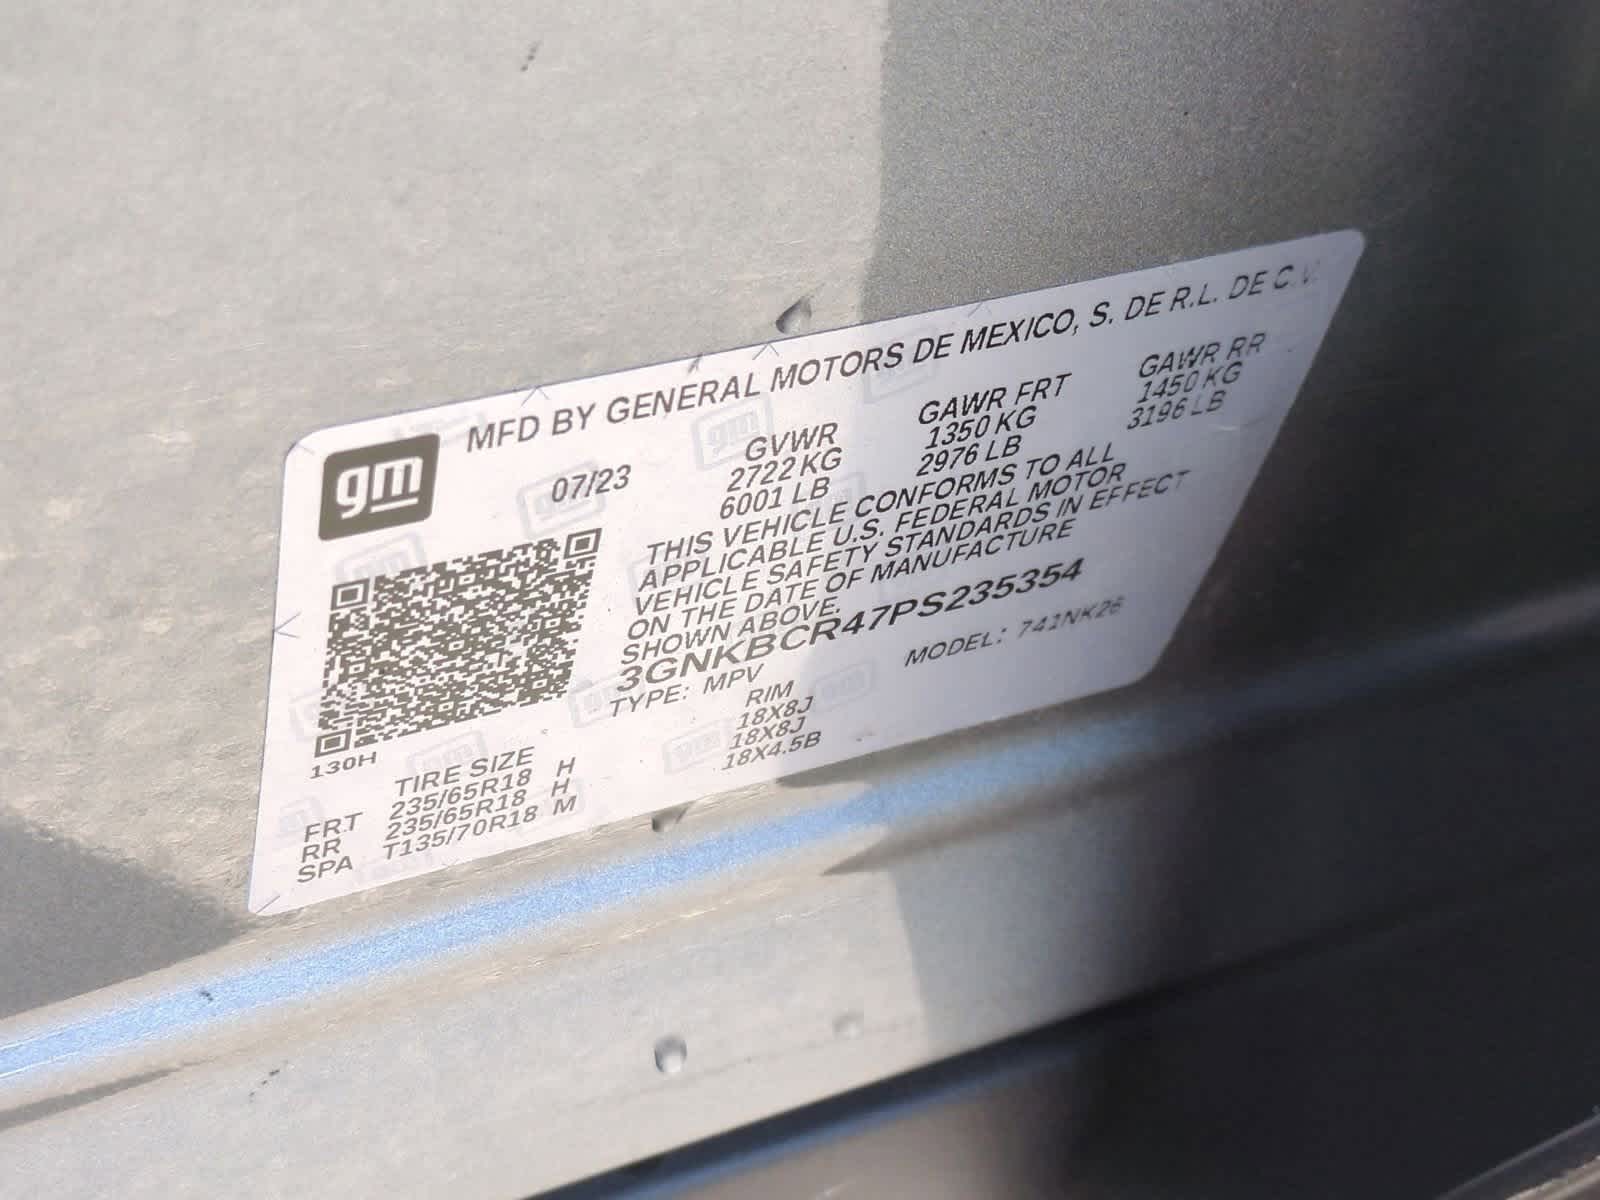 gm
MFD BY GENERAL MOTORS DE MEXICO, S. DE R.L. DE C.V.
07/23 GVWR GAWR FRT GAWR RR
2722 KG 1350 KG 1450 KG
6001 LB 2976 LB 3196 LB
THIS VEHICLE CONFORMS TO ALL
APPLICABLE U.S. FEDERAL MOTOR
VEHICLE SAFETY STANDARDS IN EFFECT
ON THE DATE OF MANUFACTURE
SHOWN ABOVE.
3GNKBCR47PS235354
TYPE: MPV MODEL: 741NK26
130H
TIRE SIZE RIM
FRT 235/65R18 H 18X8J
RR 235/65R18 H 18X8J
SPA T135/70R18 M 18X4.5B